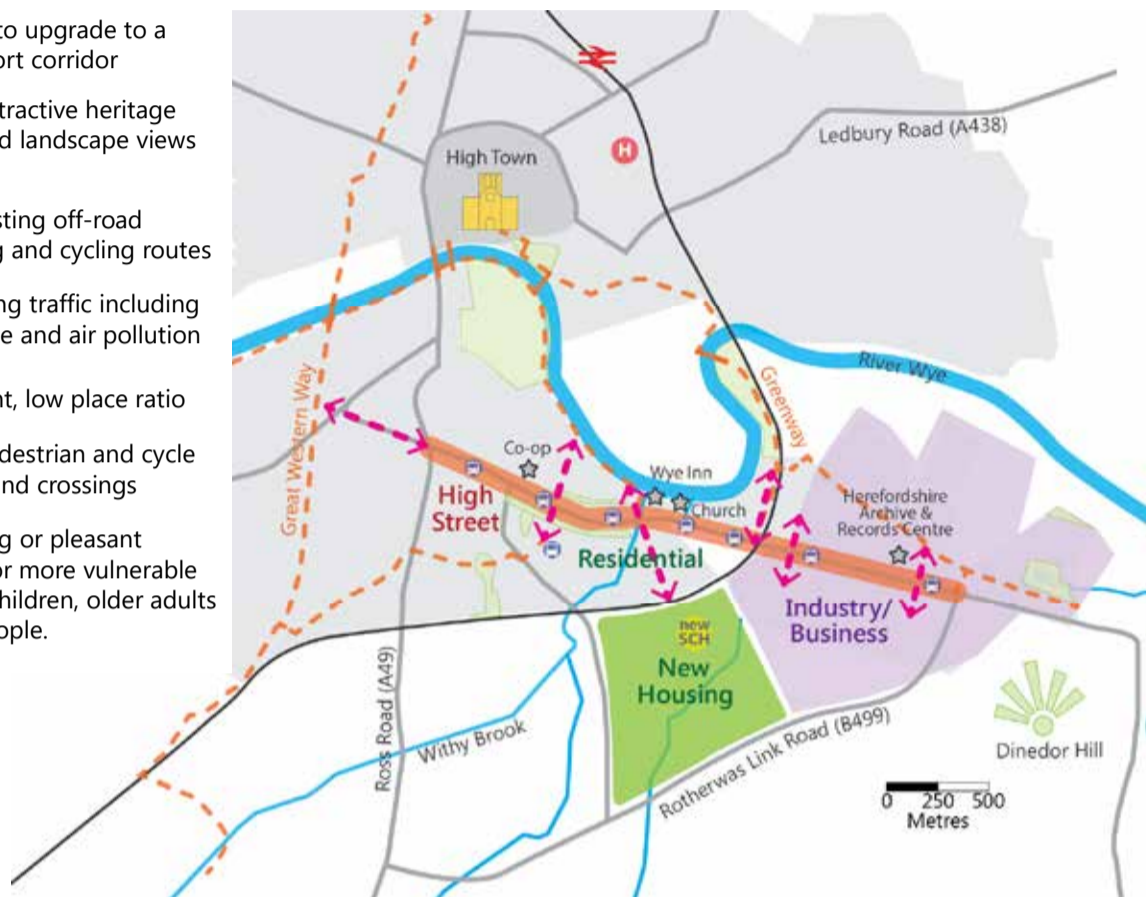 to upgrade to a
ort corridor
tractive heritage
d landscape views
sting off-road
g and cycling routes
ng traffic including
e and air pollution
nt, low place ratio
destrian and cycle
nd crossings
g or pleasant
or more vulnerable
children, older adults
ople.
Ledbury Road (A438)
High Town
H
River Wye
Great Western Way
Greenway
Co-op
Wye Inn
Church
High
Street
Herefordshire
Archive &
Records Centre
Residential
Industry/
Business
new
SCH
New
Housing
Ross Road (A49)
Withy Brook
Rotherwas Link Road (B499)
Dinedor Hill
0 250 500
Metres